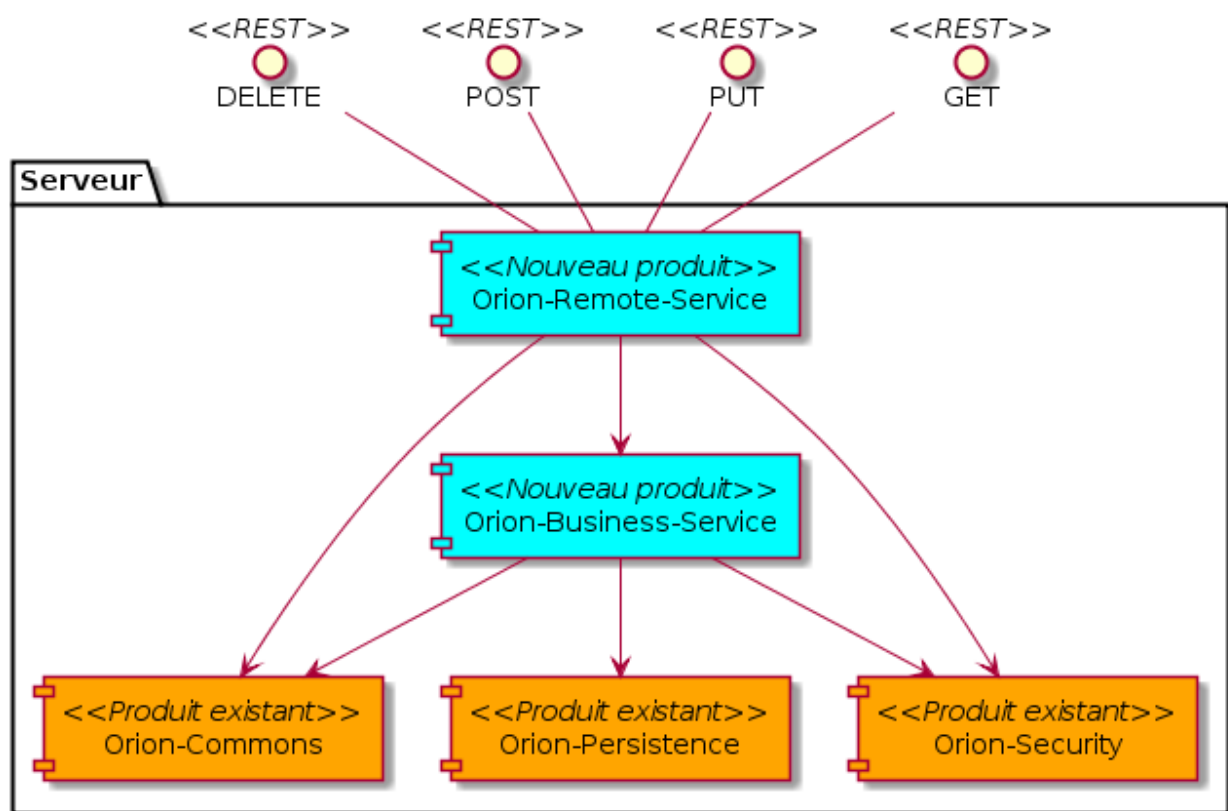 <<REST>> <<REST>> <<REST>> <<REST>>
DELETE POST PUT GET
Serveur
<<Nouveau produit>>
Orion-Remote-Service
<<Nouveau produit>>
Orion-Business-Service
<<Produit existant>> <<Produit existant>> <<Produit existant>>
Orion-Commons Orion-Persistence Orion-Security